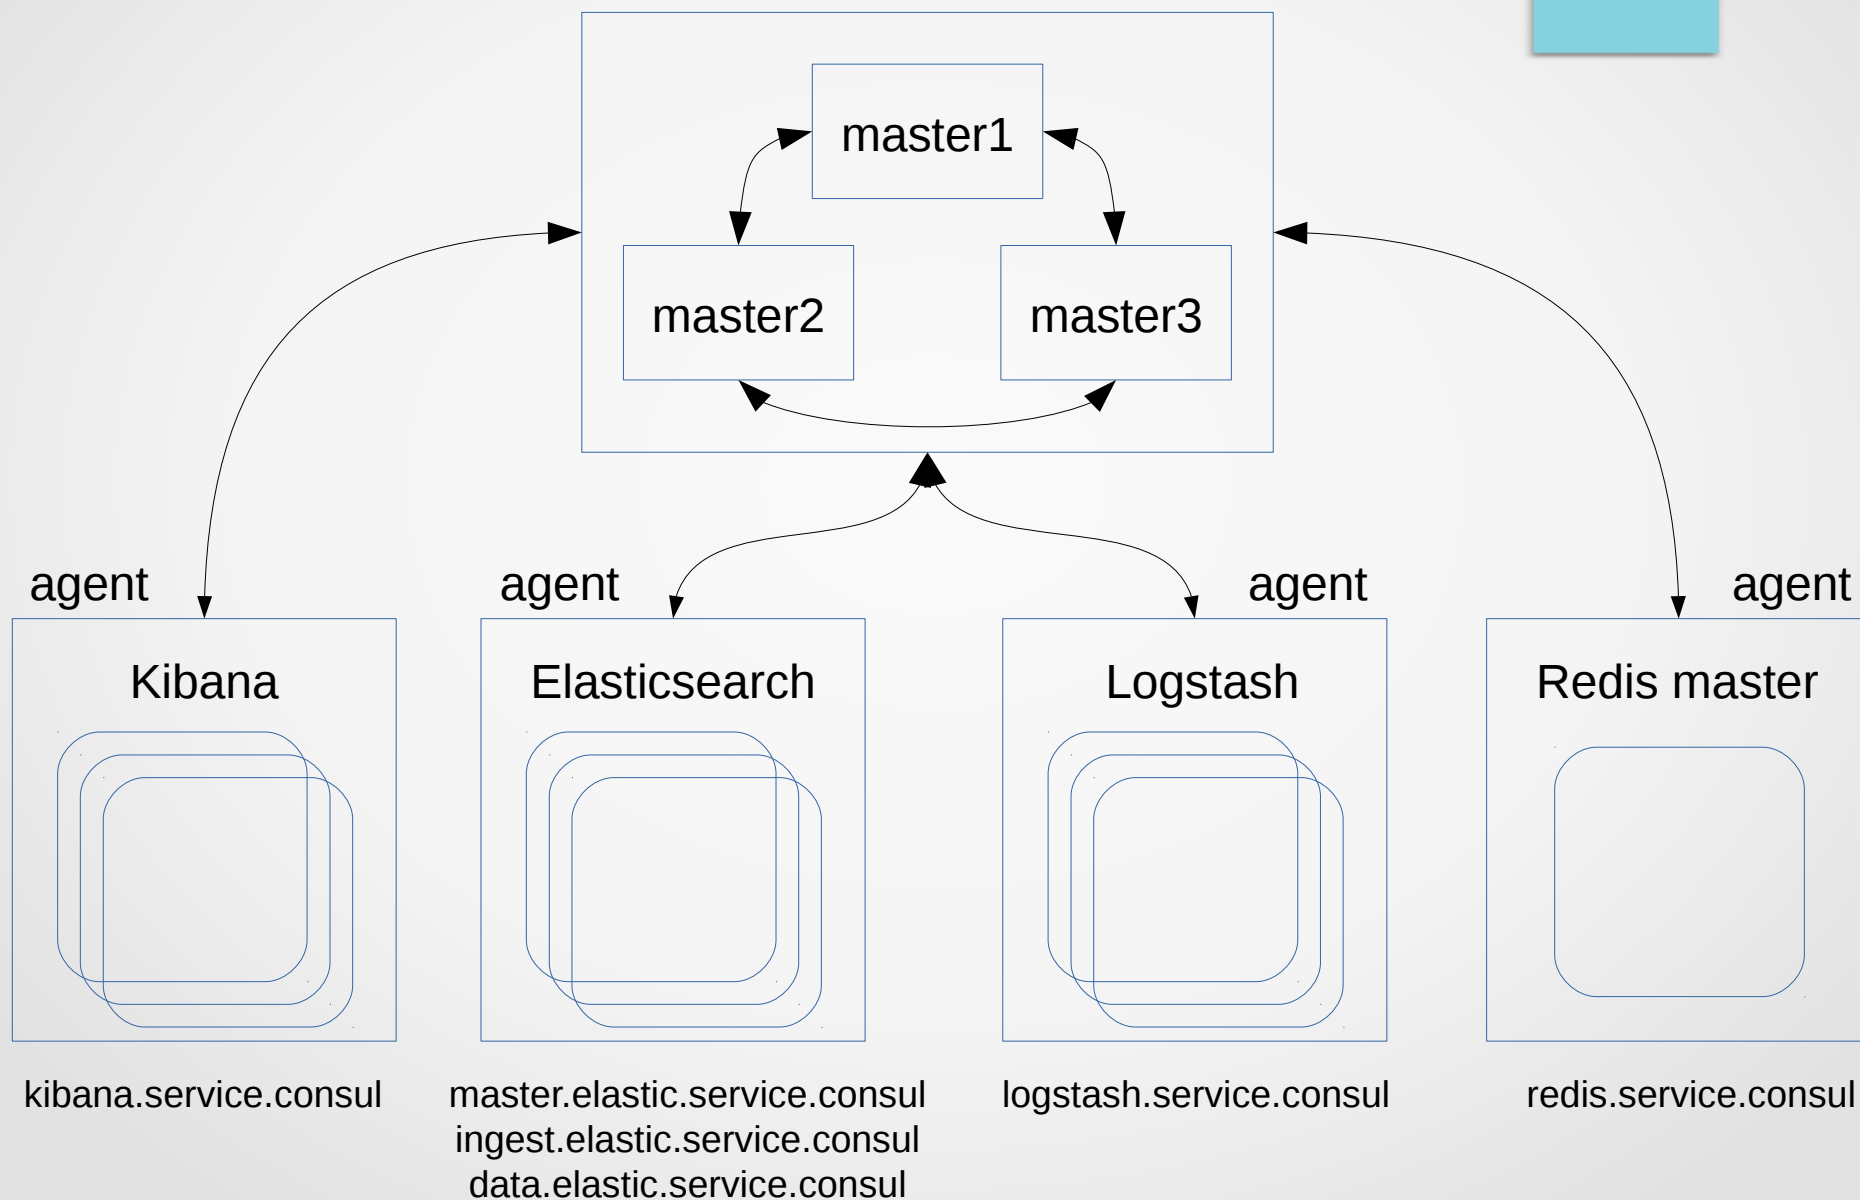 master1
master2
master3
agent
agent
agent
agent
Kibana
Elasticsearch
Logstash
Redis master
kibana.service.consul
master.elastic.service.consul
ingest.elastic.service.consul
data.elastic.service.consul
logstash.service.consul
redis.service.consul